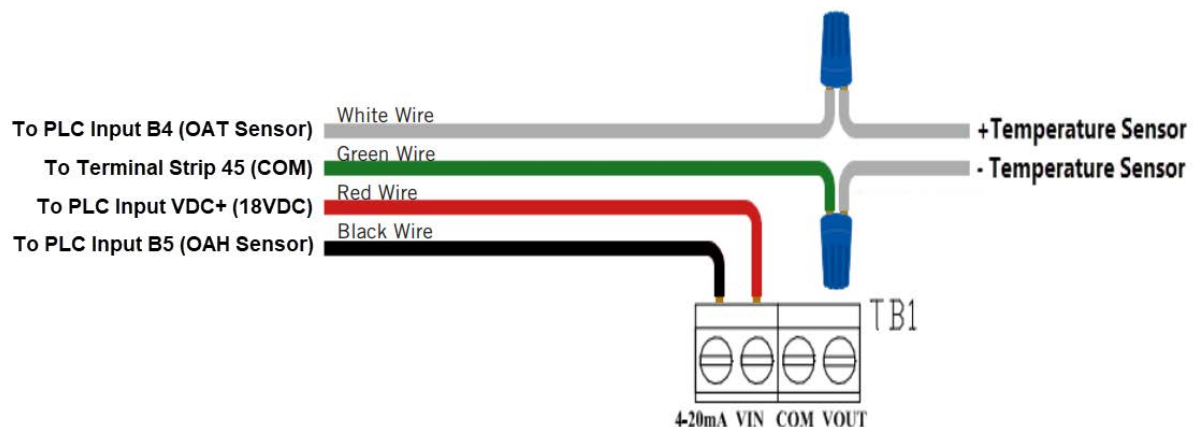 White Wire
To PLC Input B4 (OAT Sensor)
+Temperature Sensor
Green Wire
To Terminal Strip 45 (COM)
- Temperature Sensor
Red Wire
To PLC Input VDC+ (18VDC)
Black Wire
To PLC Input B5 (OAH Sensor)
TB1
4-20mA VIN COM VOUT